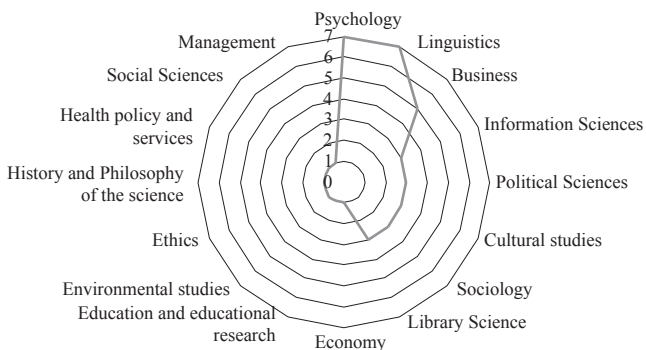 Psychology
7
Management
Linguistics
6
Social Sciences
5
Business
4
Health policy and
services
3
Information Sciences
2
1
History and Philosophy
of the science
0
Political Sciences
Ethics
Cultural studies
Environmental studies
Sociology
Education and educational
research
Library Science
Economy